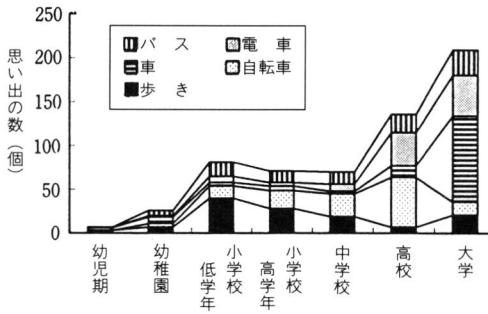 250
200
150
100
50
0
思い出の数（個）
バス
電　車
車
自転車
歩　き
幼児期
幼稚園
小学校
低学年
小学校
高学年
中学校
高校
大学